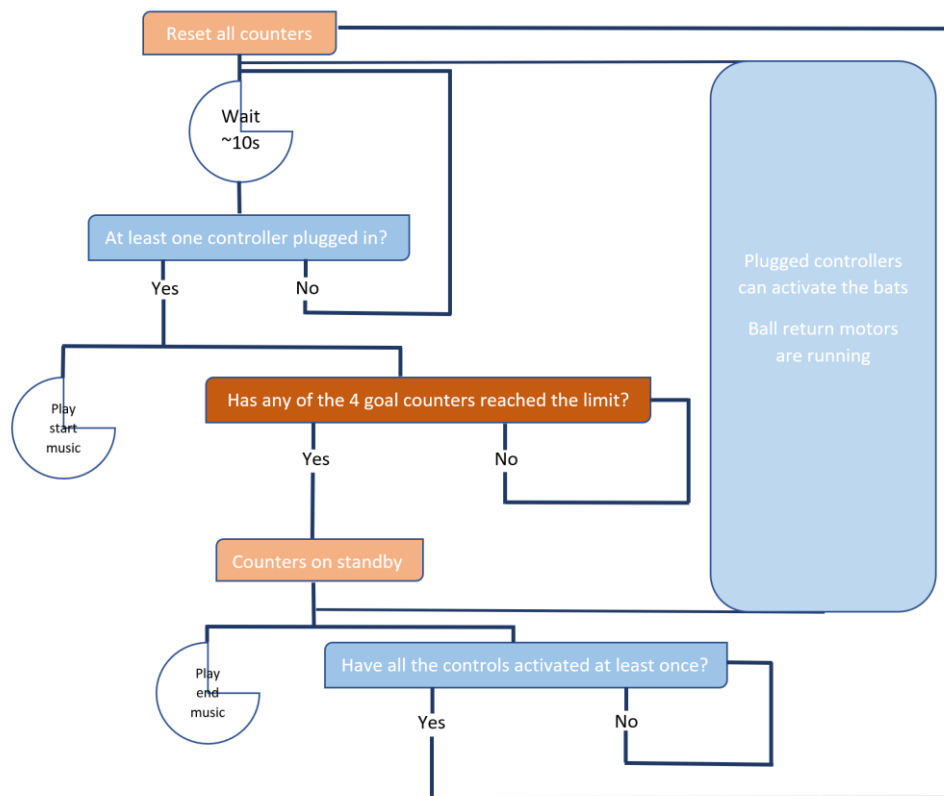 Reset all counters
Wait
~10s
At least one controller plugged in?
Yes
No
Plugged controllers
can activate the bats
Ball return motors
are running
Play
start
music
Has any of the 4 goal counters reached the limit?
Yes
No
Counters on standby
Play
end
music
Have all the controls activated at least once?
Yes
No